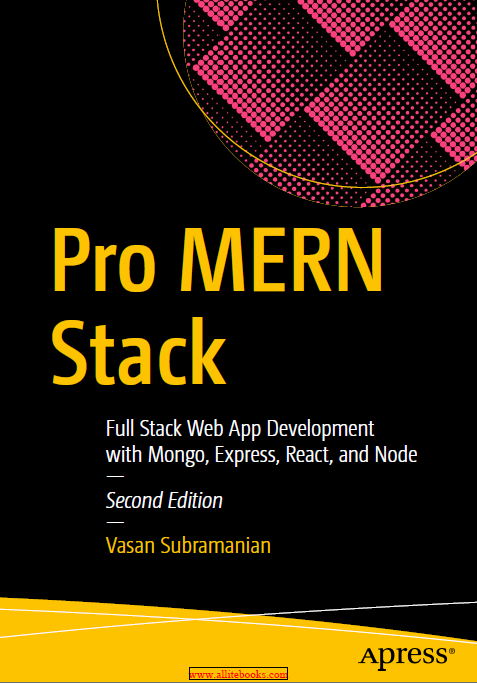 Pro MERN
Stack
Full Stack Web App Development
with Mongo, Express, React, and Node
—
Second Edition
—
Vasan Subramanian
Apress®
www.allitebooks.com